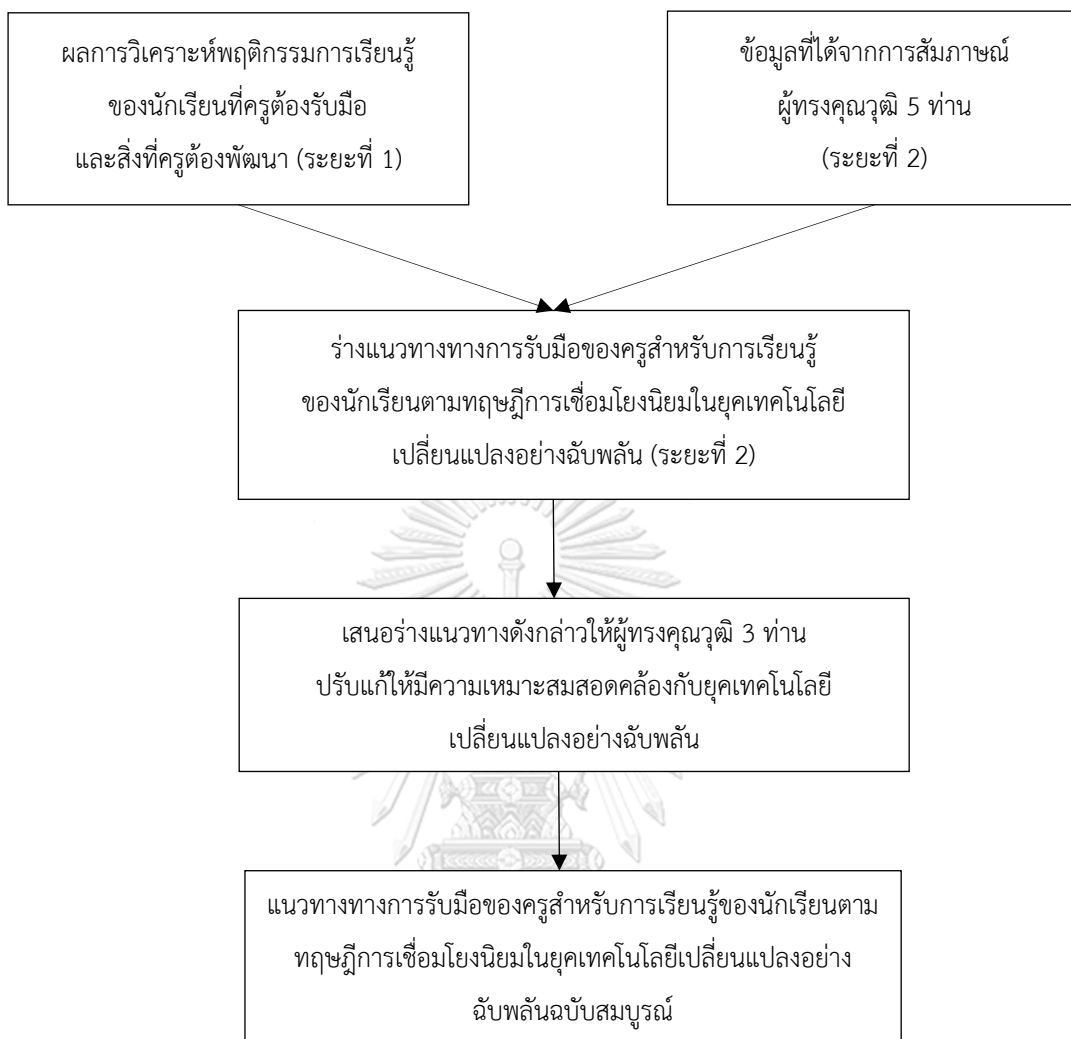 ผลการวิเคราะห์พฤติกรรมการเรียนรู้
ของนักเรียนที่ครูต้องรับมือ
และสิ่งที่ครูต้องพัฒนา (ระยะที่ 1)
ข้อมูลที่ได้จากการสัมภาษณ์
ผู้ทรงคุณวุฒิ 5 ท่าน
(ระยะที่ 2)
ร่างแนวทางทางการรับมือของครูสำหรับการเรียนรู้
ของนักเรียนตามทฤษฎีการเชื่อมโยงนิยมในยุคเทคโนโลยี
เปลี่ยนแปลงอย่างฉับพลัน (ระยะที่ 2)
เสนอร่างแนวทางดังกล่าวให้ผู้ทรงคุณวุฒิ 3 ท่าน
ปรับแก้ให้มีความเหมาะสมสอดคล้องกับยุคเทคโนโลยี
เปลี่ยนแปลงอย่างฉับพลัน
แนวทางทางการรับมือของครูสำหรับการเรียนรู้ของนักเรียนตาม
ทฤษฎีการเชื่อมโยงนิยมในยุคเทคโนโลยีเปลี่ยนแปลงอย่าง
ฉับพลันฉบับสมบูรณ์